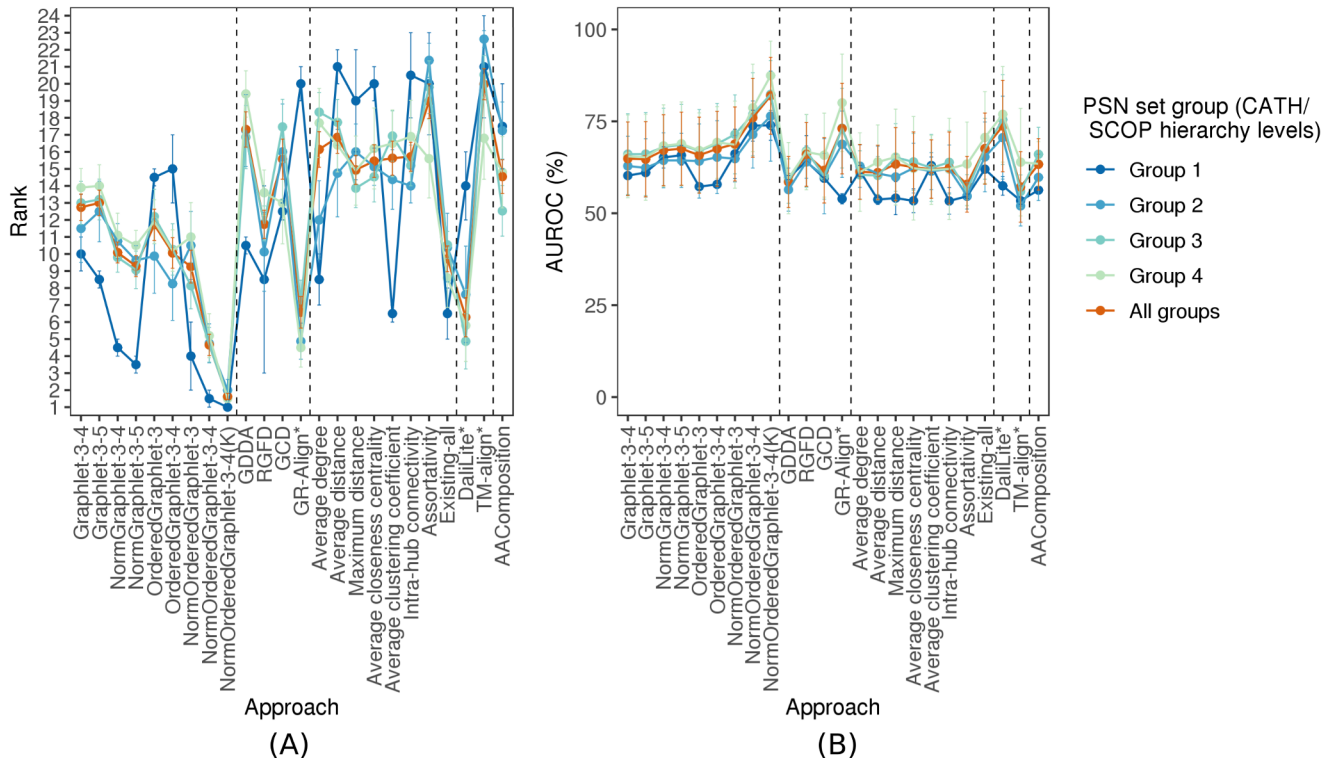 24
23
22
21
20
19
18
17
16
15
14
13
12
11
10
9
8
7
6
5
4
3
2
1
Rank
Graphlet-3-4
Graphlet-3-5
NormGraphlet-3-4
NormGraphlet-3-5
OrderedGraphlet-3
OrderedGraphlet-3-4
NormOrderedGraphlet-3
NormOrderedGraphlet-3-4
NormOrderedGraphlet-3-4(K)
GDDA
RGFD
GCD
GR-Align*
Average degree
Average distance
Maximum distance
Average closeness centrality
Average clustering coefficient
Intra-hub connectivity
Assortativity
Existing-all
DaliLite*
TM-align*
AAComposition
Approach
(A)
100
75
50
25
0
AUROC (%)
Graphlet-3-4
Graphlet-3-5
NormGraphlet-3-4
NormGraphlet-3-5
OrderedGraphlet-3
OrderedGraphlet-3-4
NormOrderedGraphlet-3
NormOrderedGraphlet-3-4
NormOrderedGraphlet-3-4(K)
GDDA
RGFD
GCD
GR-Align*
Average degree
Average distance
Maximum distance
Average closeness centrality
Average clustering coefficient
Intra-hub connectivity
Assortativity
Existing-all
DaliLite*
TM-align*
AAComposition
Approach
(B)
PSN set group (CATH/
SCOP hierarchy levels)
Group 1
Group 2
Group 3
Group 4
All groups